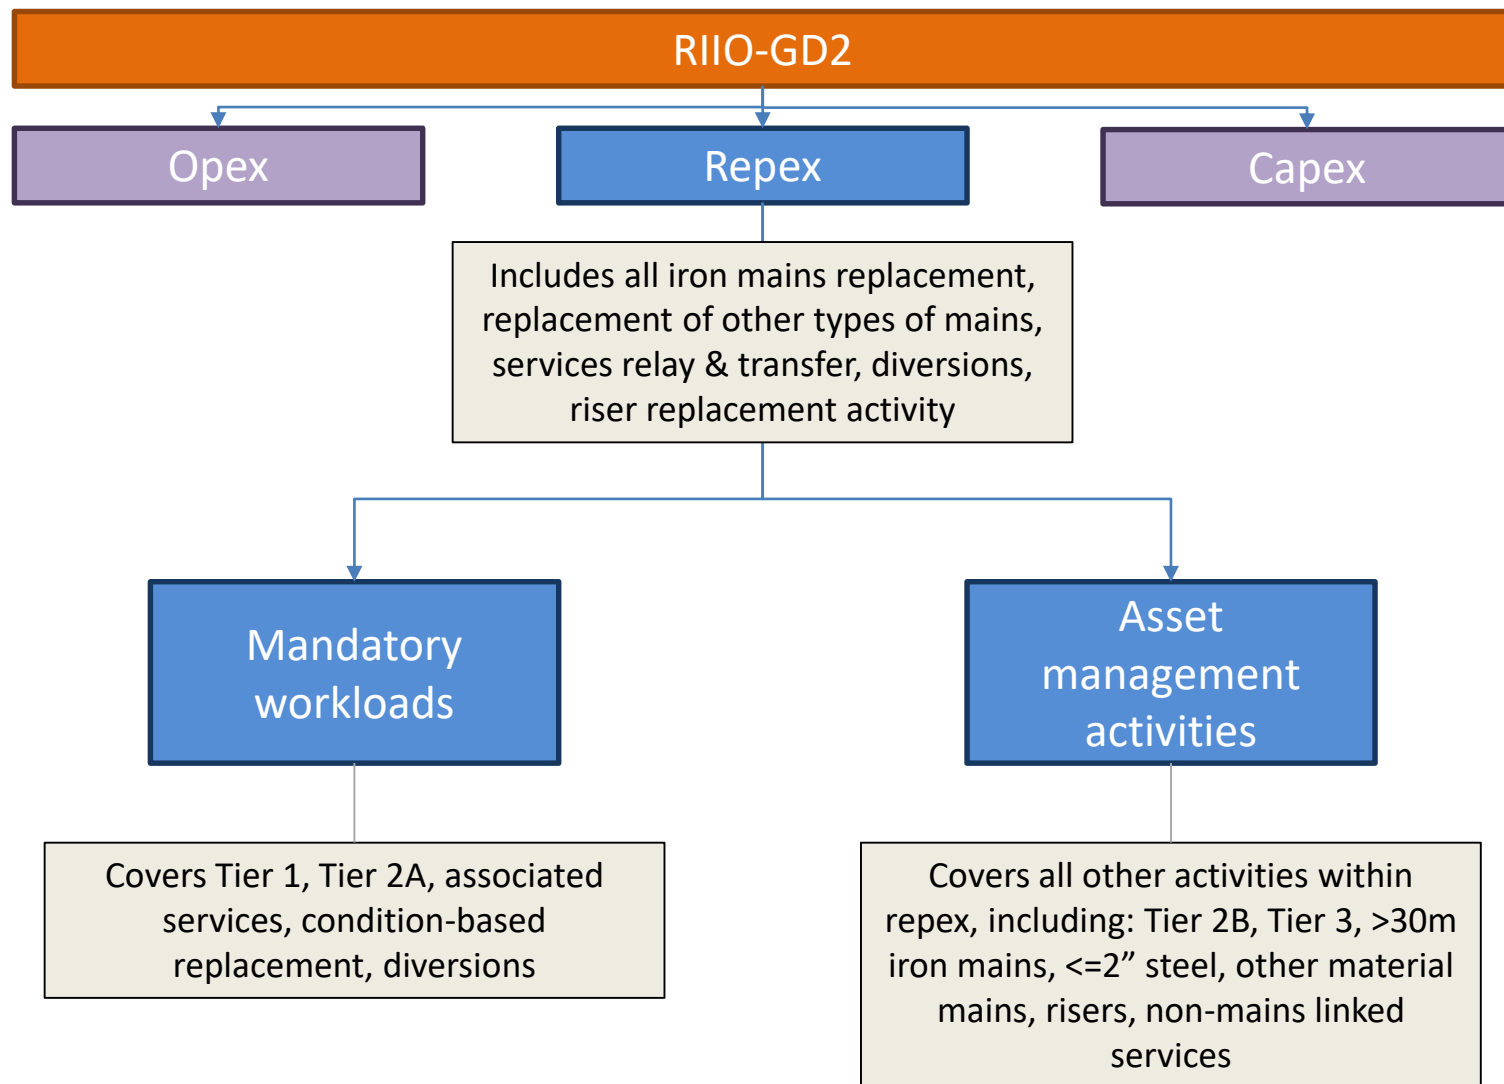 RIIO-GD2
Opex
Repex
Capex
Includes all iron mains replacement,
replacement of other types of mains,
services relay & transfer, diversions,
riser replacement activity
Mandatory
workloads
Asset
management
activities
Covers Tier 1, Tier 2A, associated
services, condition-based
replacement, diversions
Covers all other activities within
repex, including: Tier 2B, Tier 3, >30m
iron mains, <=2” steel, other material
mains, risers, non-mains linked
services